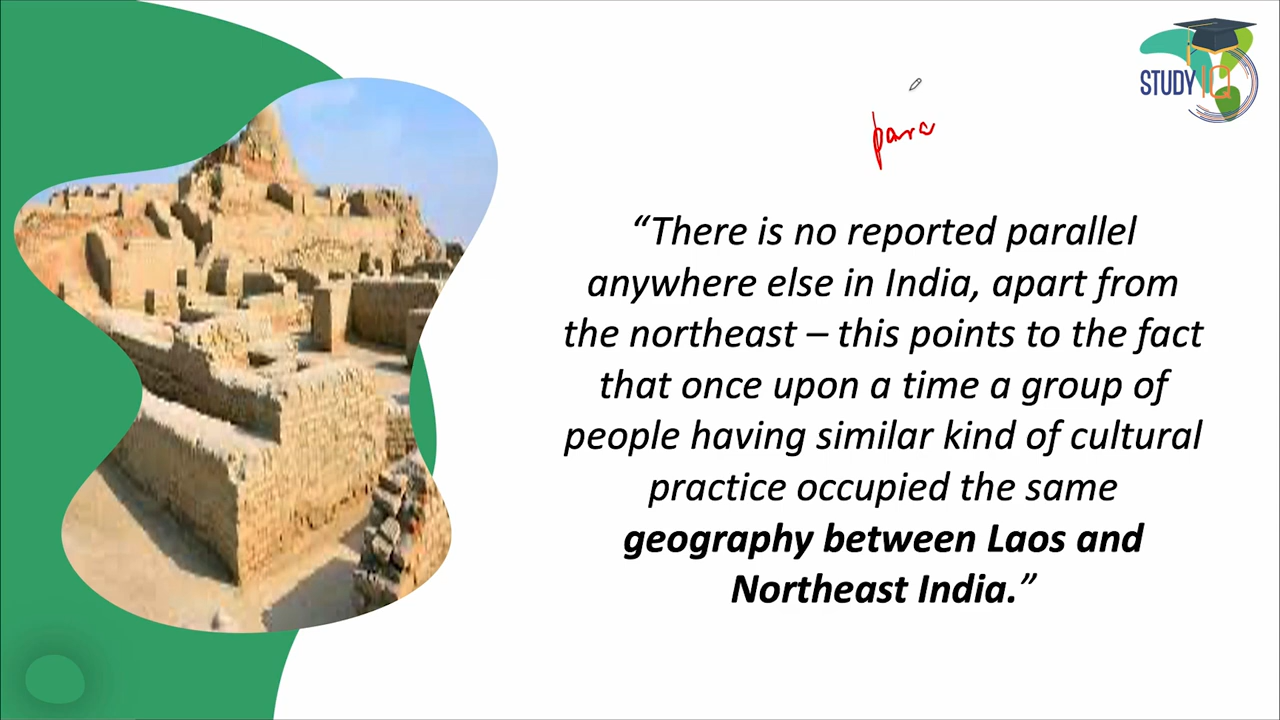 STUDY IQ
para
“There is no reported parallel
anywhere else in India, apart from
the northeast – this points to the fact
that once upon a time a group of
people having similar kind of cultural
practice occupied the same
geography between Laos and
Northeast India.”